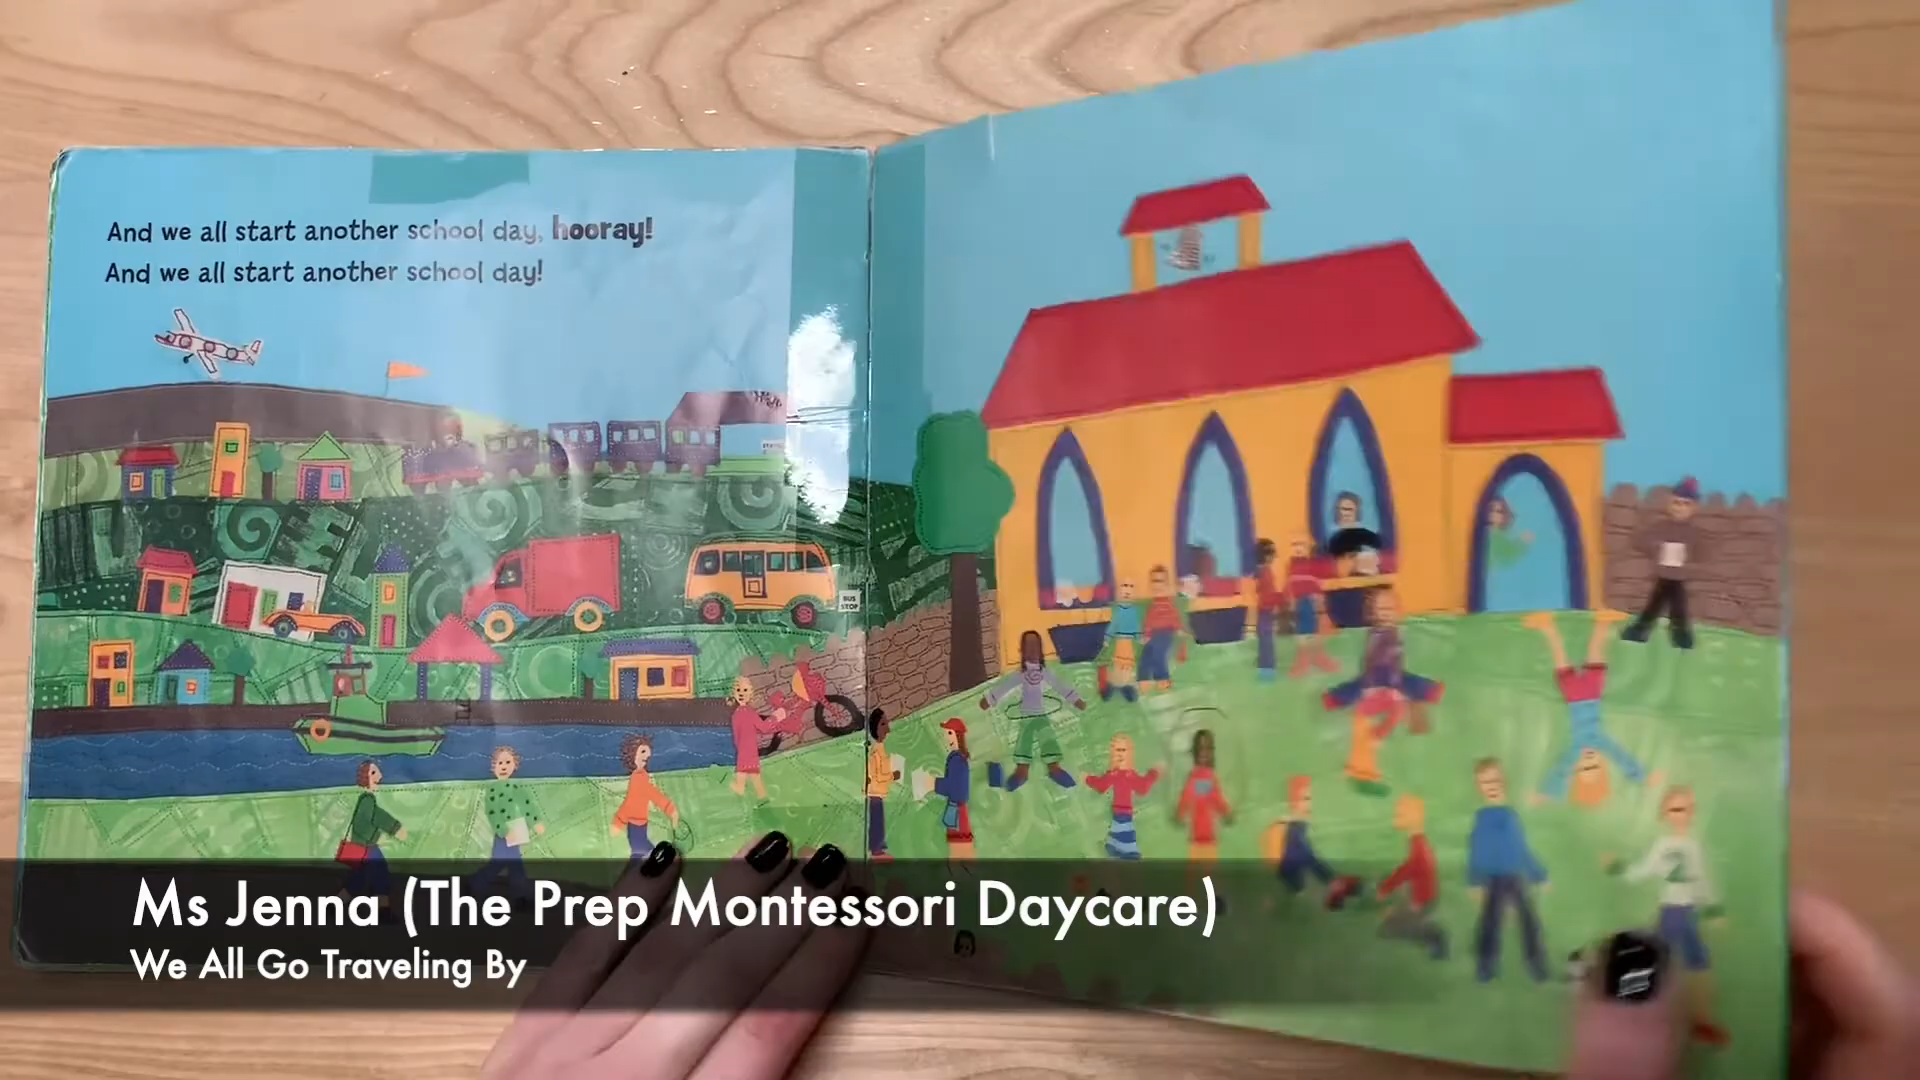 And we all start another school day, hooray!
And we all start another school day!
BUS
STOP
Ms Jenna (The Prep Montessori Daycare)
We All Go Traveling By